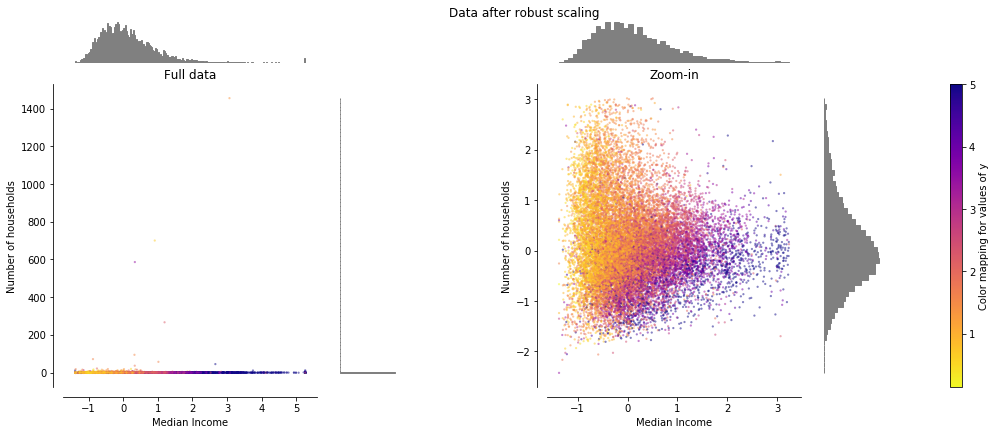 Data after robust scaling
Full data
Zoom-in
1400
1200
1000
800
600
400
200
0
Number of households
−1 0 1 2 3 4 5
Median Income
3
2
1
0
−1
−2
Number of households
−1 0 1 2 3
Median Income
5
4
3
2
1
Color mapping for values of y